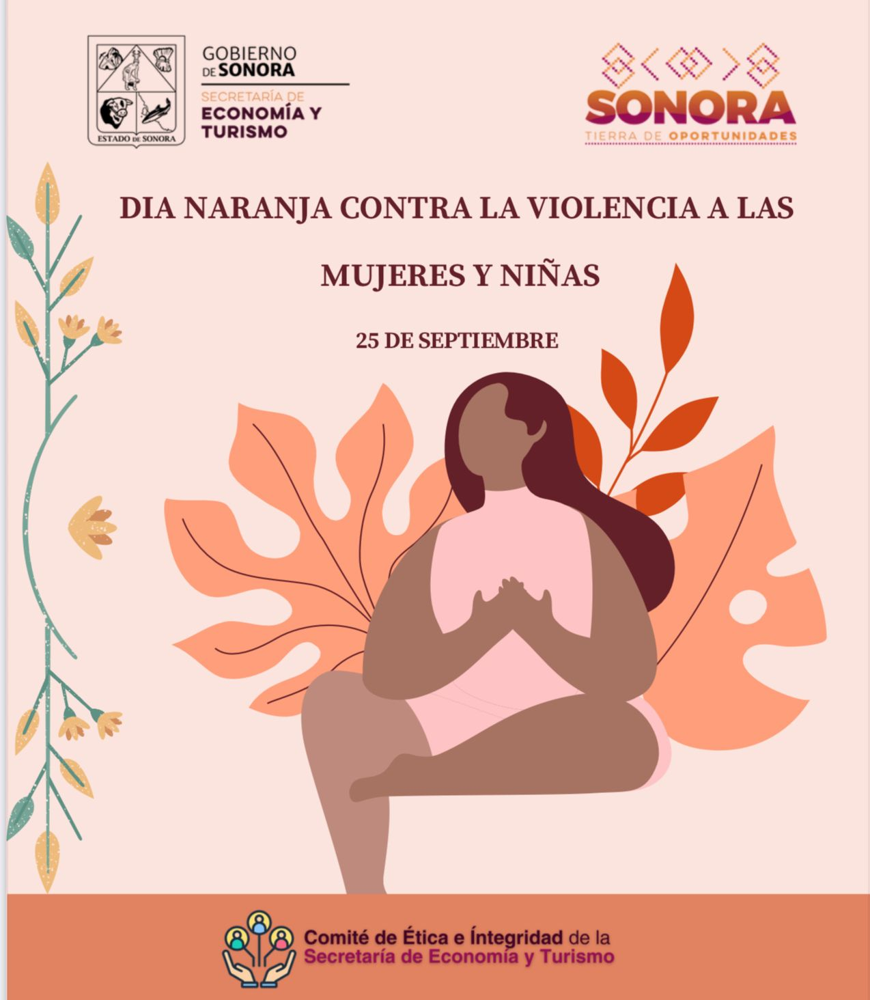 GOBIERNO
DE SONORA
SECRETARÍA DE
ECONOMÍA Y
TURISMO
ESTADO DE SONORA
SONORA
TIERRA DE OPORTUNIDADES
DIA NARANJA CONTRA LA VIOLENCIA A LAS
MUJERES Y NIÑAS
25 DE SEPTIEMBRE
Comité de Ética e Íntegridad de la
Secretaría de Economía y Turismo